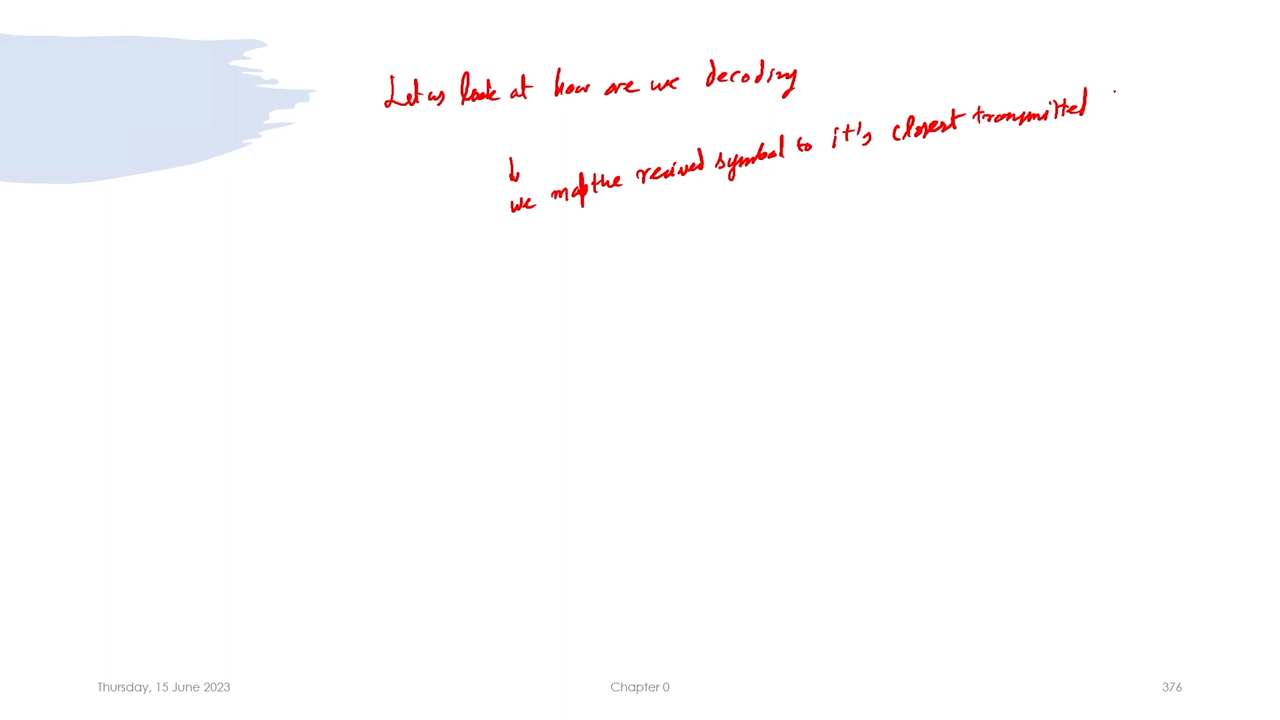 Let us look at how are we decoding
we map the recived symbol to it's closest transmitted
Thursday, 15 June 2023
Chapter 0
376